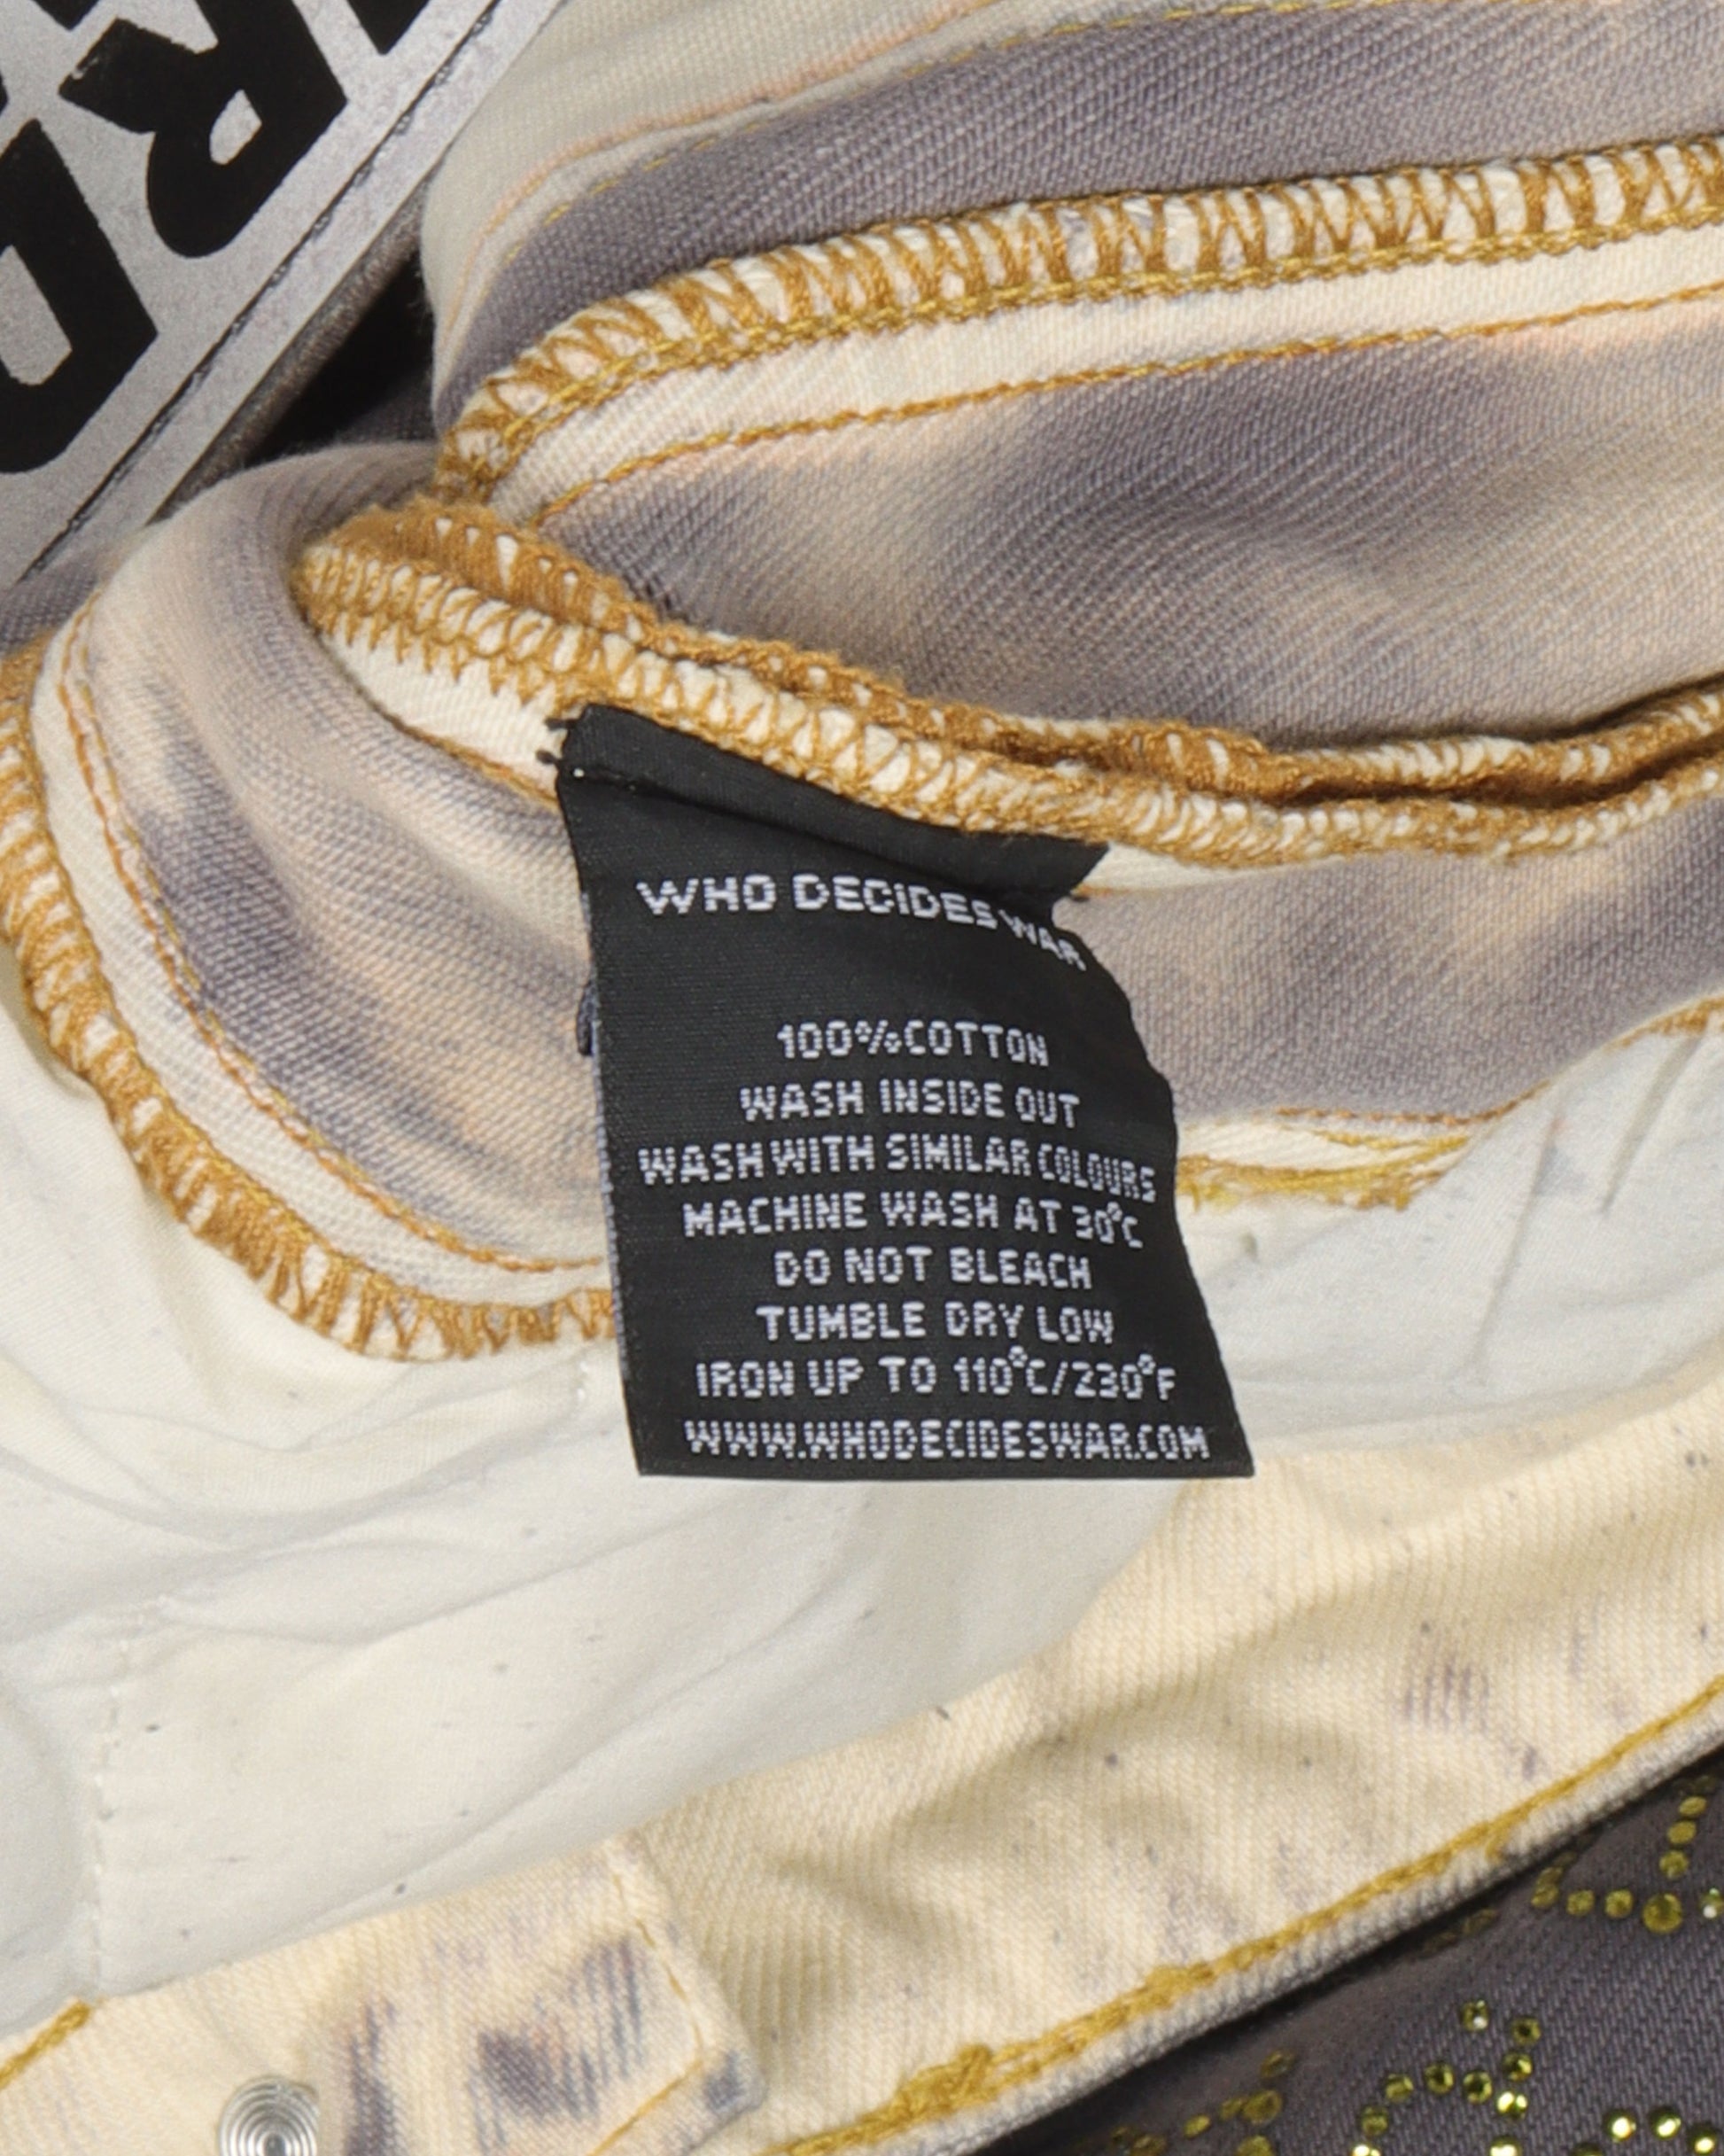 WHO DECIDES WAR
100% COTTON
WASH INSIDE OUT
WASH WITH SIMILAR COLOURS
MACHINE WASH AT 30°C
DO NOT BLEACH
TUMBLE DRY LOW
IRON UP TO 110°C/230°F
WWW.WHODECIDESWAR.COM